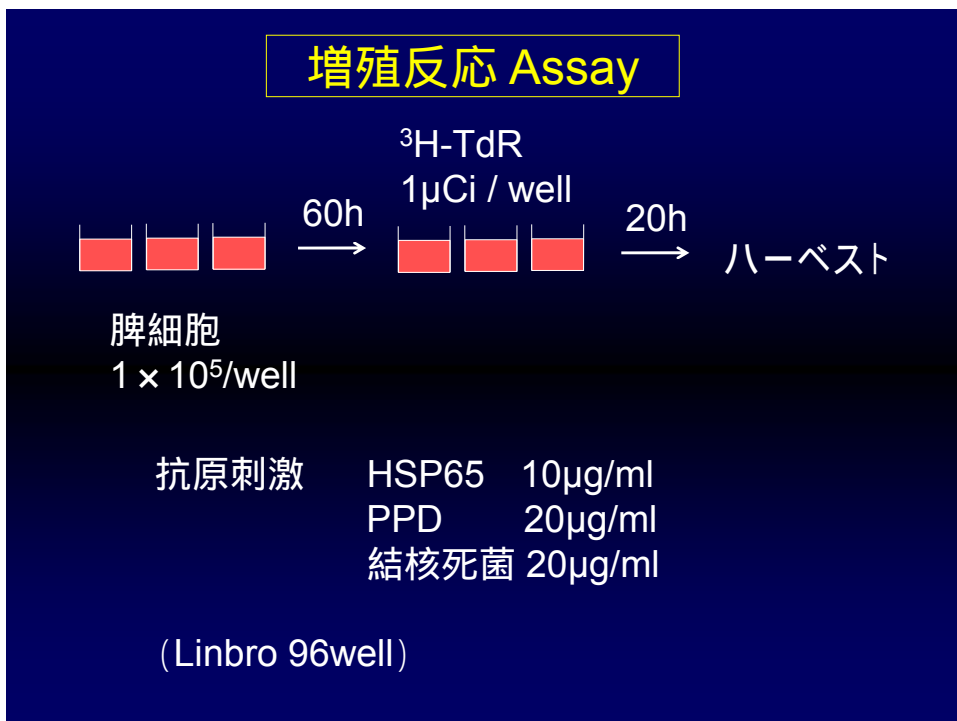 増殖反応 Assay
³H-TdR
1μCi / well
60h
20h
ハーベスト
脾細胞
1 × 10⁵/well
抗原刺激 HSP65 10μg/ml
PPD 20μg/ml
結核死菌 20μg/ml
（Linbro 96well）